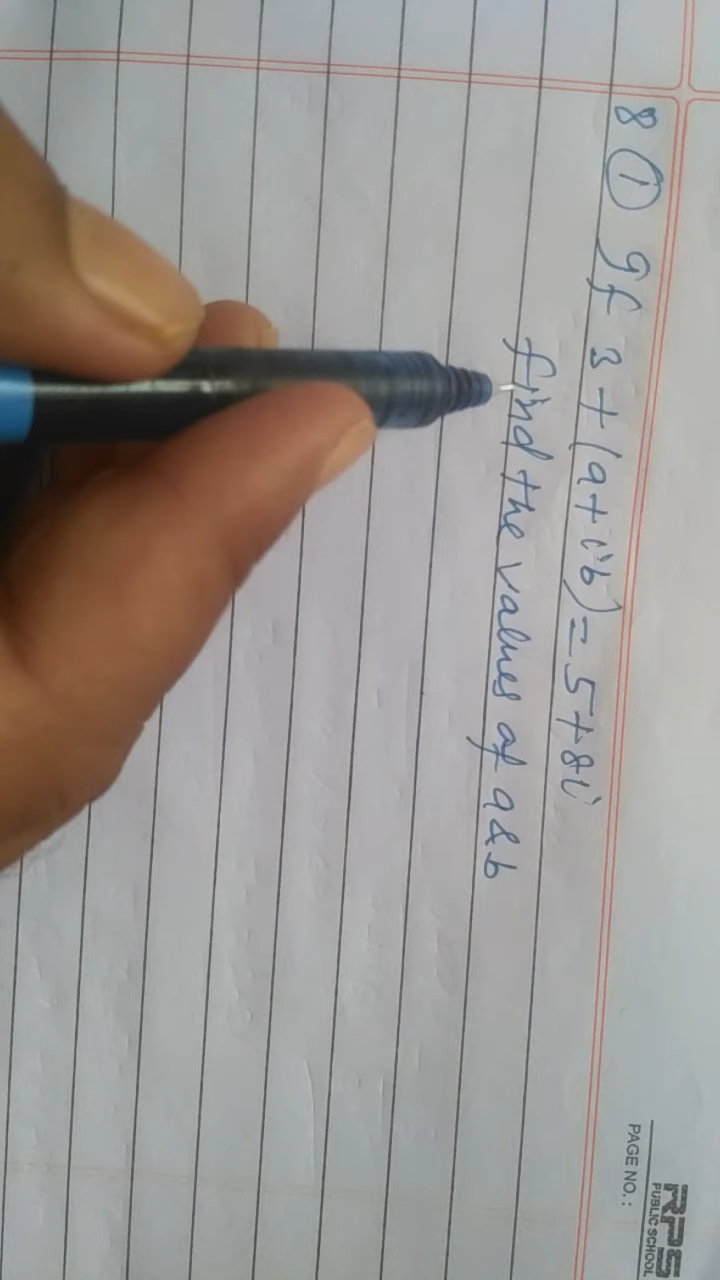 8 ① If 3 + (a + ib) = 5 + 8i
find the values of a & b
RPS
PUBLIC SCHOOL
PAGE NO. :